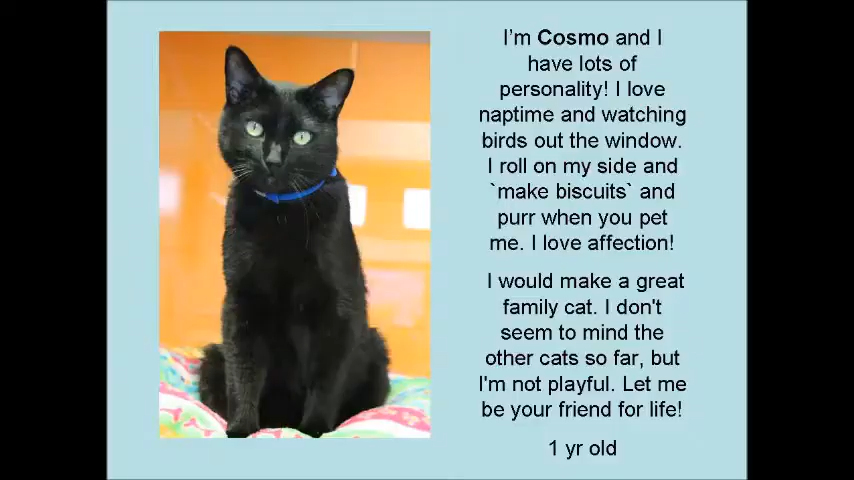 I'm Cosmo and I
have lots of
personality! I love
naptime and watching
birds out the window.
I roll on my side and
`make biscuits` and
purr when you pet
me. I love affection!
I would make a great
family cat. I don't
seem to mind the
other cats so far, but
I'm not playful. Let me
be your friend for life!
1 yr old